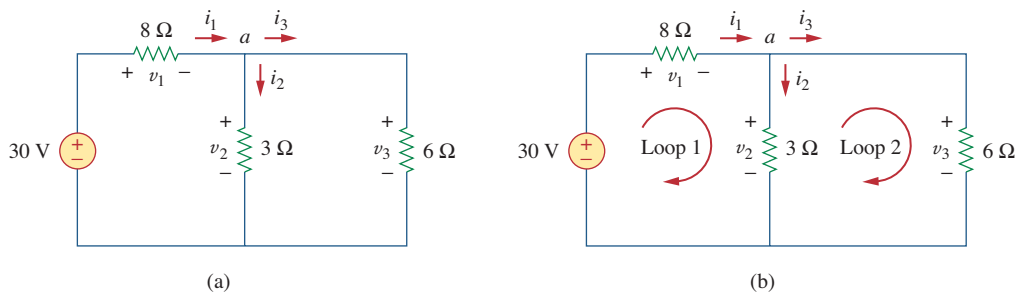 8 Ω i1 a i3
+ v1 −
i2
30 V + − + v2 − 3 Ω + v3 − 6 Ω
(a)
8 Ω i1 a i3
+ v1 −
i2
30 V + − Loop 1 + v2 − 3 Ω Loop 2 + v3 − 6 Ω
(b)